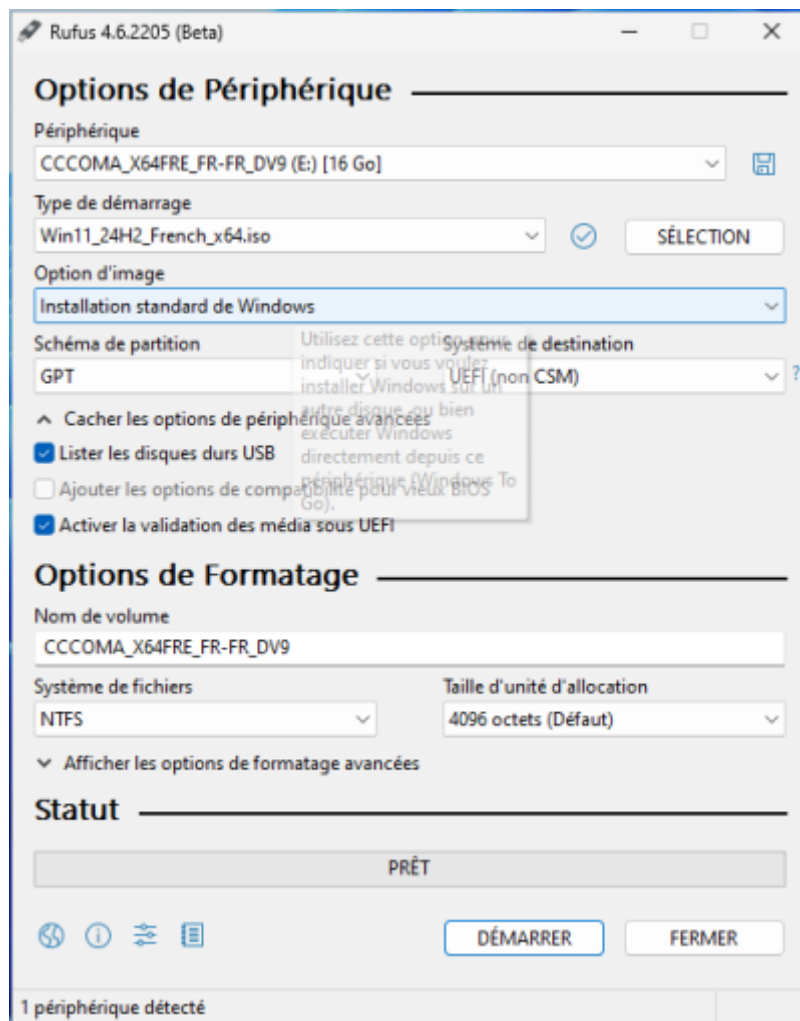 Rufus 4.6.2205 (Beta)
Options de Périphérique
Périphérique
CCCOMA_X64FRE_FR-FR_DV9 (E:) [16 Go]
Type de démarrage
Win11_24H2_French_x64.iso
SÉLECTION
Option d'image
Installation standard de Windows
Schéma de partition
Système de destination
GPT
UEFI (non CSM)
?
Utilisez cette option pour
indiquer si vous voulez
installer Windows sur un
autre disque, ou bien
exécuter Windows
directement depuis ce
périphérique (Windows To
Go).
Cacher les options de périphérique avancées
Lister les disques durs USB
Ajouter les options de compatibilité pour vieux BIOS
Activer la validation des média sous UEFI
Options de Formatage
Nom de volume
CCCOMA_X64FRE_FR-FR_DV9
Système de fichiers
Taille d'unité d'allocation
NTFS
4096 octets (Défaut)
Afficher les options de formatage avancées
Statut
PRÊT
DÉMARRER
FERMER
1 périphérique détecté